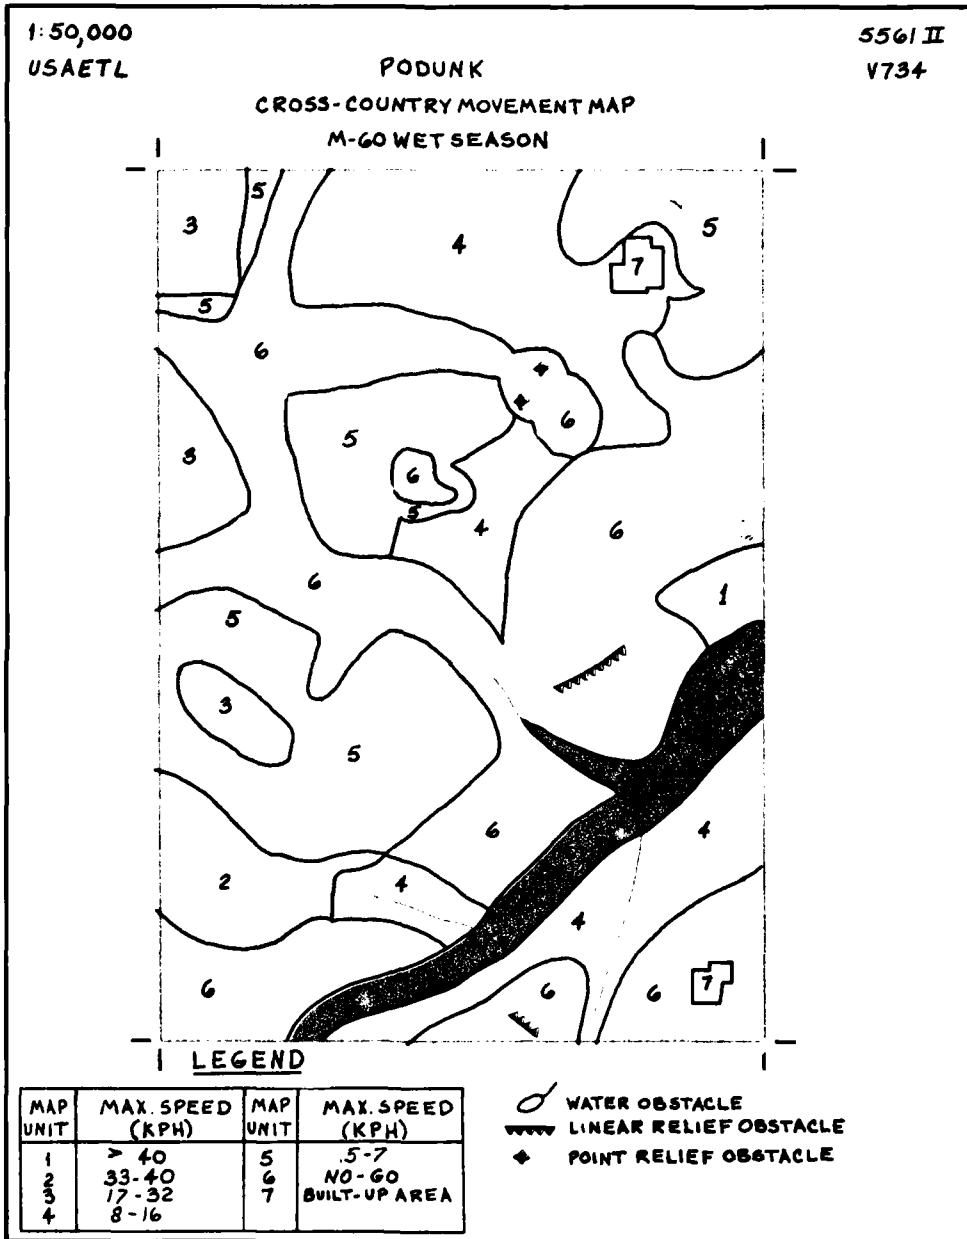 1:50,000
5561 II
USAETL
V734
PODUNK
CROSS-COUNTRY MOVEMENT MAP
M-60 WET SEASON
5
3
5
4
7
5
6
6
5
3
6
5
4
6
6
1
5
3
5
6
4
2
4
4
6
6
6
7
LEGEND
MAP UNIT MAX. SPEED (KPH) MAP UNIT MAX. SPEED (KPH)
1 > 40 5 .5-7
2 33-40 6 NO-GO
3 17-32 7 BUILT-UP AREA
4 8-16
WATER OBSTACLE
LINEAR RELIEF OBSTACLE
POINT RELIEF OBSTACLE